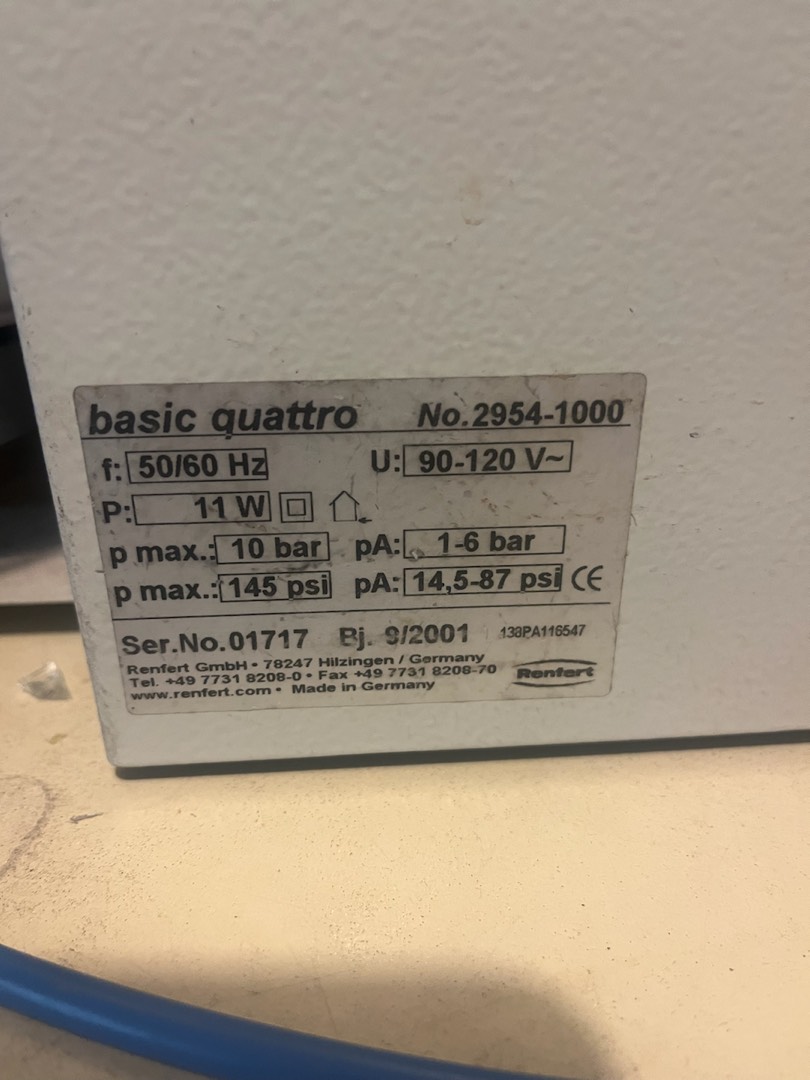 basic quattro No.2954-1000
f: 50/60 Hz U: 90-120 V~
P: 11 W
p max.: 10 bar pA: 1-6 bar
p max.: 145 psi pA: 14,5-87 psi CE
Ser.No.01717 Bj. 9/2001 138PA116547
Renfert GmbH • 78247 Hilzingen / Germany
Tel. +49 7731 8208-0 • Fax +49 7731 8208-70
www.renfert.com • Made in Germany
Renfert